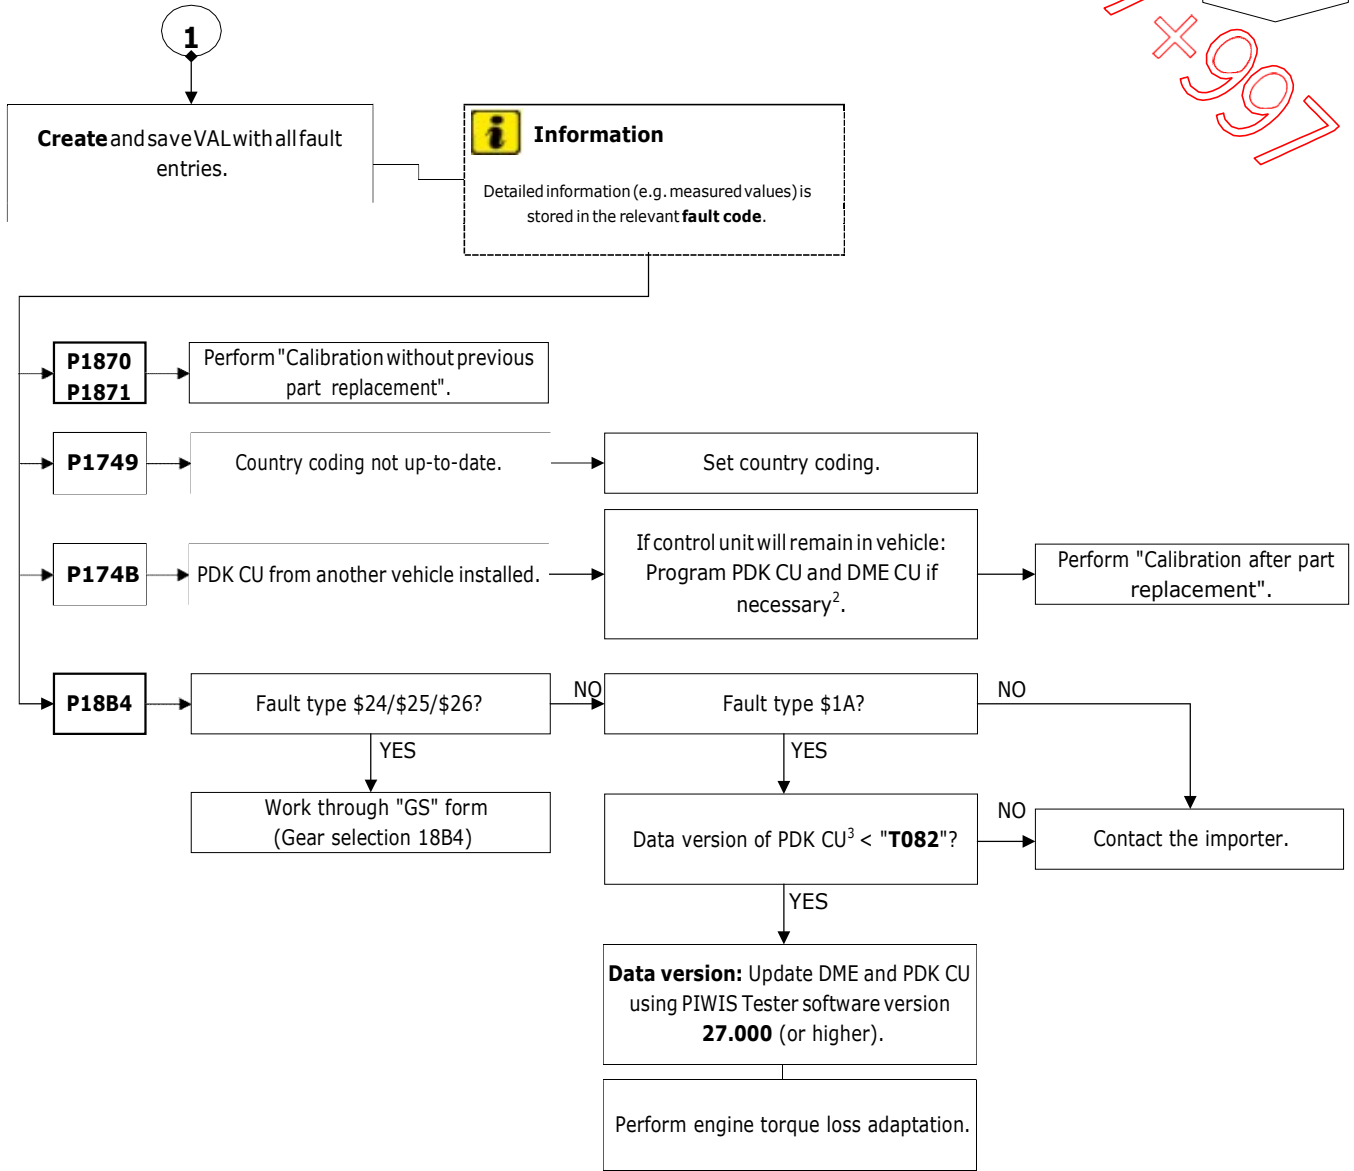 1
7×997
Create and save VAL with all fault
entries.
Information
Detailed information (e.g. measured values) is
stored in the relevant fault code.
P1870
P1871
Perform "Calibration without previous
part replacement".
P1749
Country coding not up-to-date.
Set country coding.
P174B
PDK CU from another vehicle installed.
If control unit will remain in vehicle:
Program PDK CU and DME CU if
necessary².
Perform "Calibration after part
replacement".
P18B4
Fault type $24/$25/$26?
NO
Fault type $1A?
NO
YES
YES
Work through "GS" form
(Gear selection 18B4)
Data version of PDK CU³ < "T082"?
NO
Contact the importer.
YES
Data version: Update DME and PDK CU
using PIWIS Tester software version
27.000 (or higher).
Perform engine torque loss adaptation.